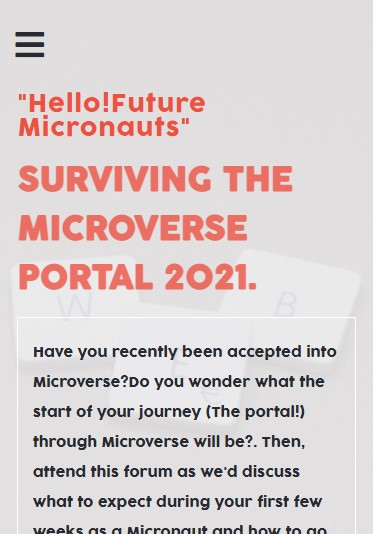 "Hello!Future
Micronauts"
SURVIVING THE
MICROVERSE
PORTAL 2021.
W
B
E
Have you recently been accepted into
Microverse?Do you wonder what the
start of your journey (The portal!)
through Microverse will be?. Then,
attend this forum as we'd discuss
what to expect during your first few
weeks as a Micronaut and how to go